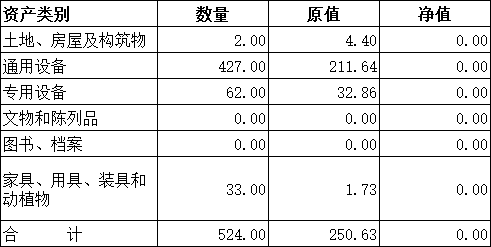 资产类别 数量 原值 净值
土地、房屋及构筑物 2.00 4.40 0.00
通用设备 427.00 211.64 0.00
专用设备 62.00 32.86 0.00
文物和陈列品 0.00 0.00 0.00
图书、档案 0.00 0.00 0.00
家具、用具、装具和
动植物 33.00 1.73 0.00
合 计 524.00 250.63 0.00